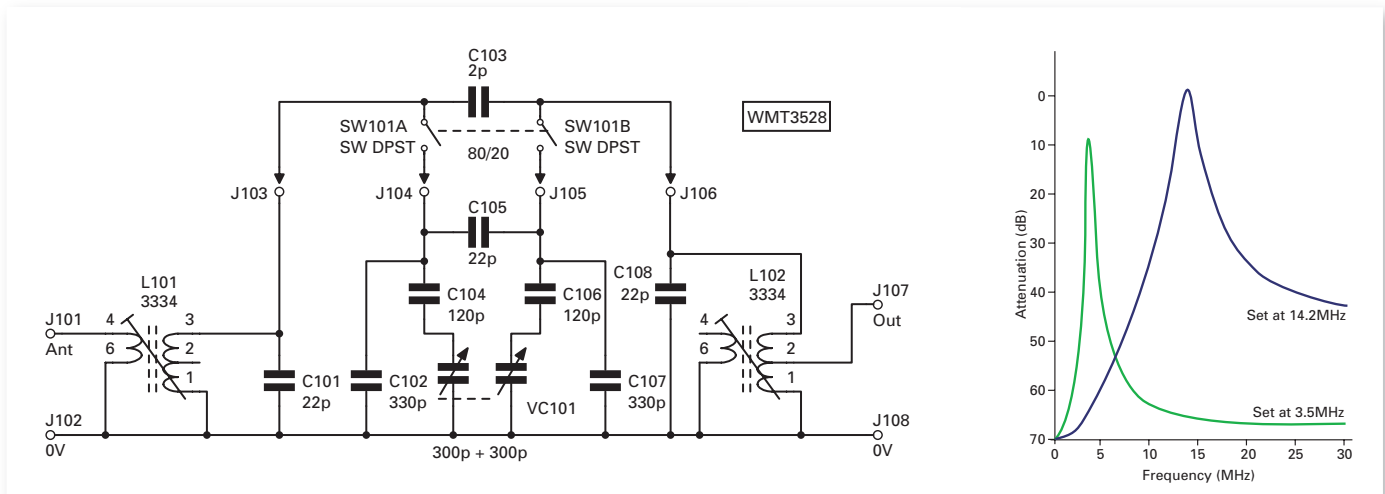 C103
2p
SW101A
SW DPST
80/20
SW101B
SW DPST
WMT3528
J103
J104
J105
J106
C105
22p
L101
3334
4
6
3
2
1
J101
Ant
C101
22p
C102
330p
C104
120p
C106
120p
VC101
C107
330p
C108
22p
L102
3334
4
6
3
2
1
J107
Out
J102
0V
300p + 300p
J108
0V
Attenuation (dB)
0
10
20
30
40
50
60
70
Set at 14.2MHz
Set at 3.5MHz
0
5
10
15
20
25
30
Frequency (MHz)